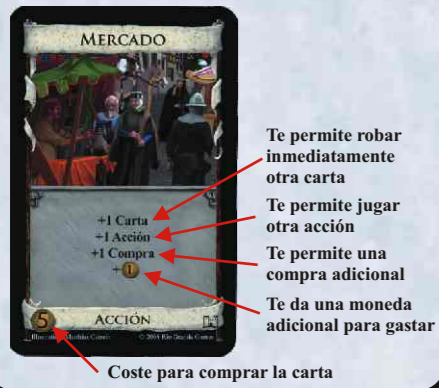 MERCADO
+1 Carta
+1 Acción
+1 Compra
+1
5
ACCIÓN
Te permite robar
inmediatamente
otra carta
Te permite jugar
otra acción
Te permite una
compra adicional
Te da una moneda
adicional para gastar
Coste para comprar la carta